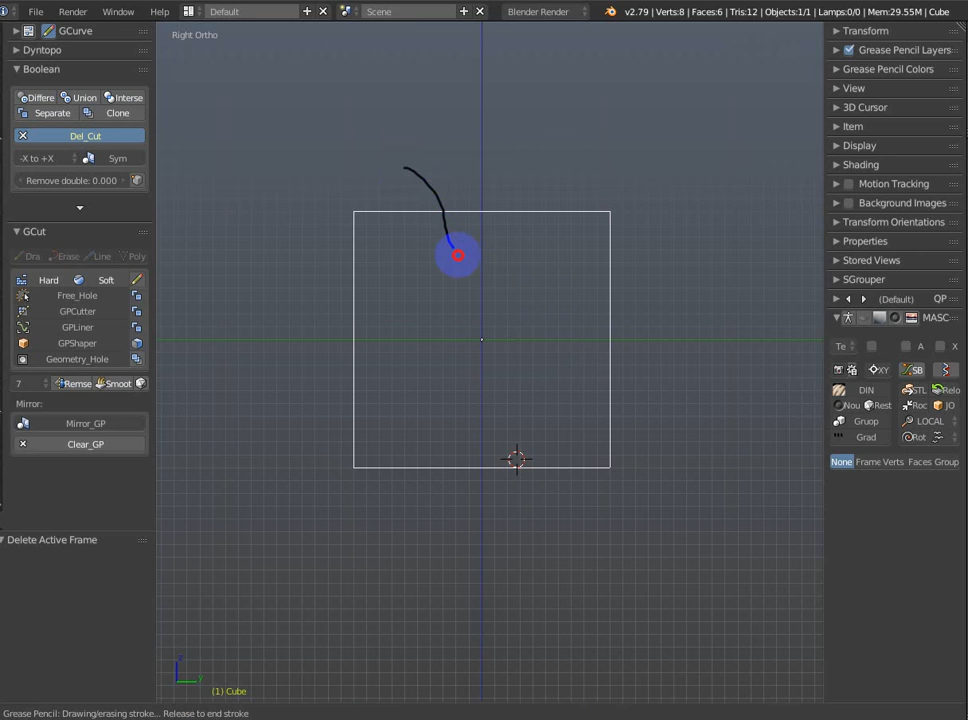 File Render Window Help Default Scene Blender Render v2.79 | Verts:8 | Faces:6 | Tris:12 | Objects:1/1 | Lamps:0/0 | Mem:29.55M | Cube
GCurve
Dyntopo
Boolean
Differe Union Interse
Separate Clone
Del_Cut
-X to +X Sym
Remove double: 0.000
GCut
Dra Erase Line Poly
Hard Soft
Free_Hole
GPCutter
GPLiner
GPShaper
Geometry_Hole
7 Remse Smoot
Mirror:
Mirror_GP
Clear_GP
Delete Active Frame
Right Ortho
z
y
(1) Cube
Transform
Grease Pencil Layers
Grease Pencil Colors
View
3D Cursor
Item
Display
Shading
Motion Tracking
Background Images
Transform Orientations
Properties
Stored Views
SGrouper
(Default) QP
MASC
Te A X
XY SB
DIN STL Relo
Nou Rest Roc JO
Gruop LOCAL
Grad Rot
None Frame Verts Faces Group
Grease Pencil: Drawing/erasing stroke... Release to end stroke